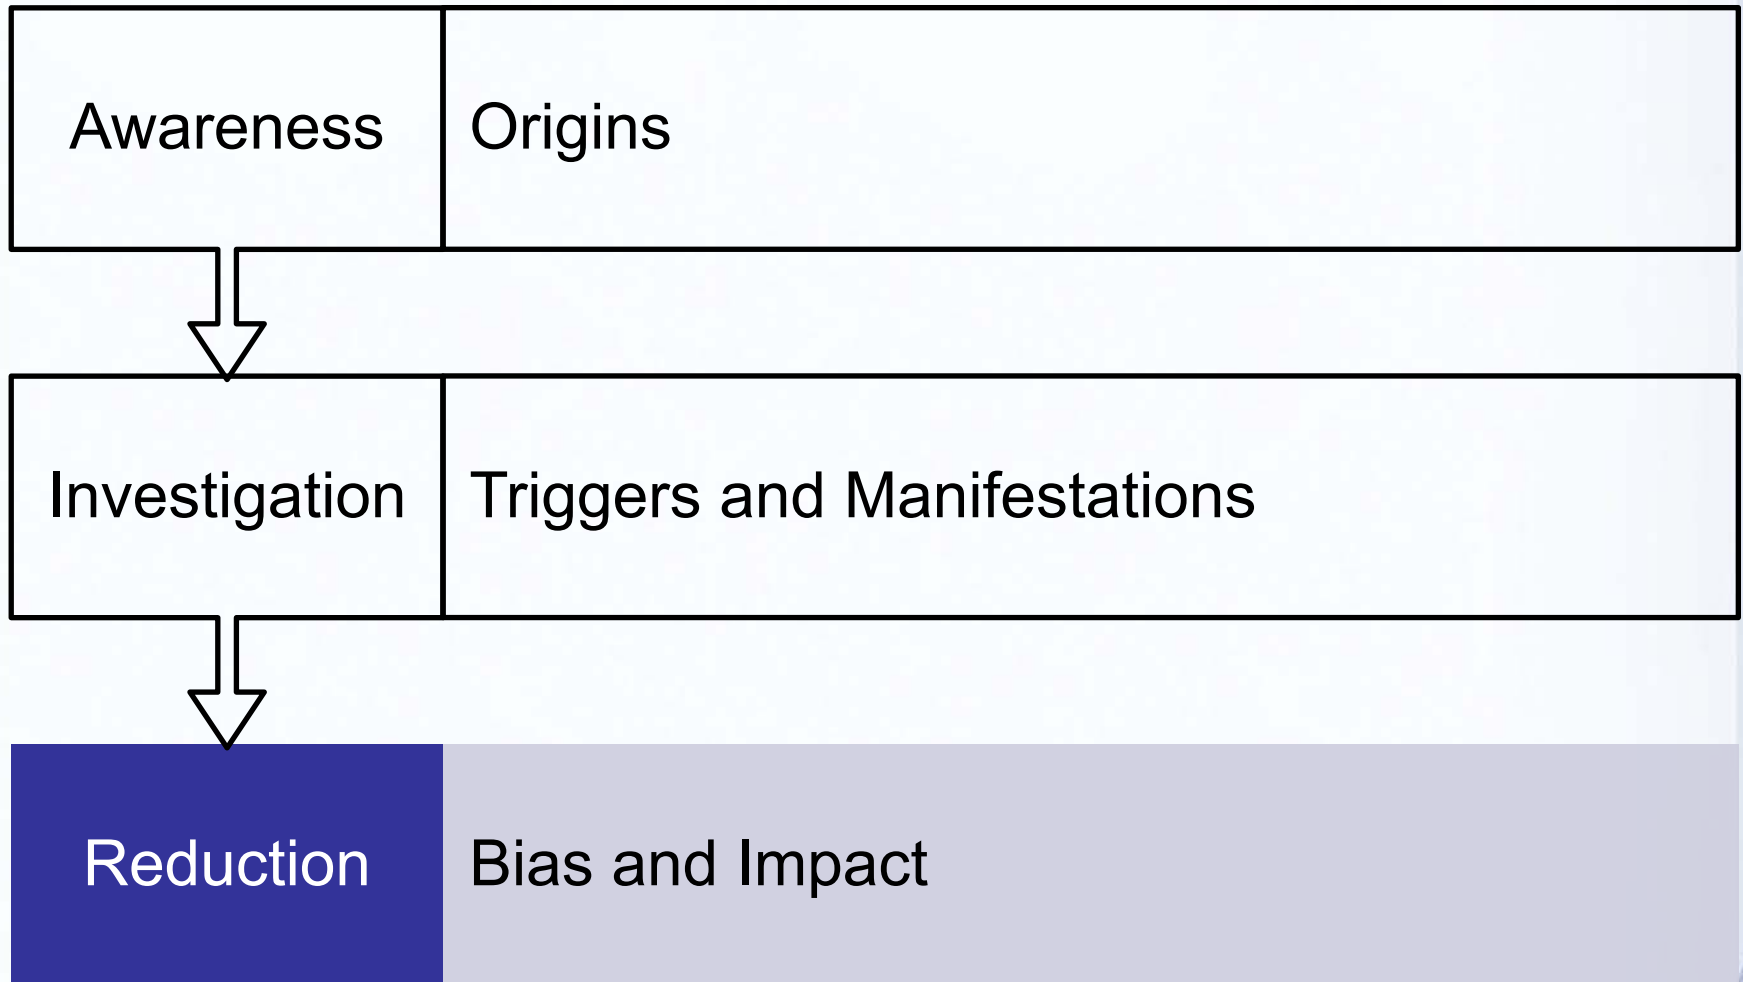 Awareness
Origins
Investigation
Triggers and Manifestations
Reduction
Bias and Impact